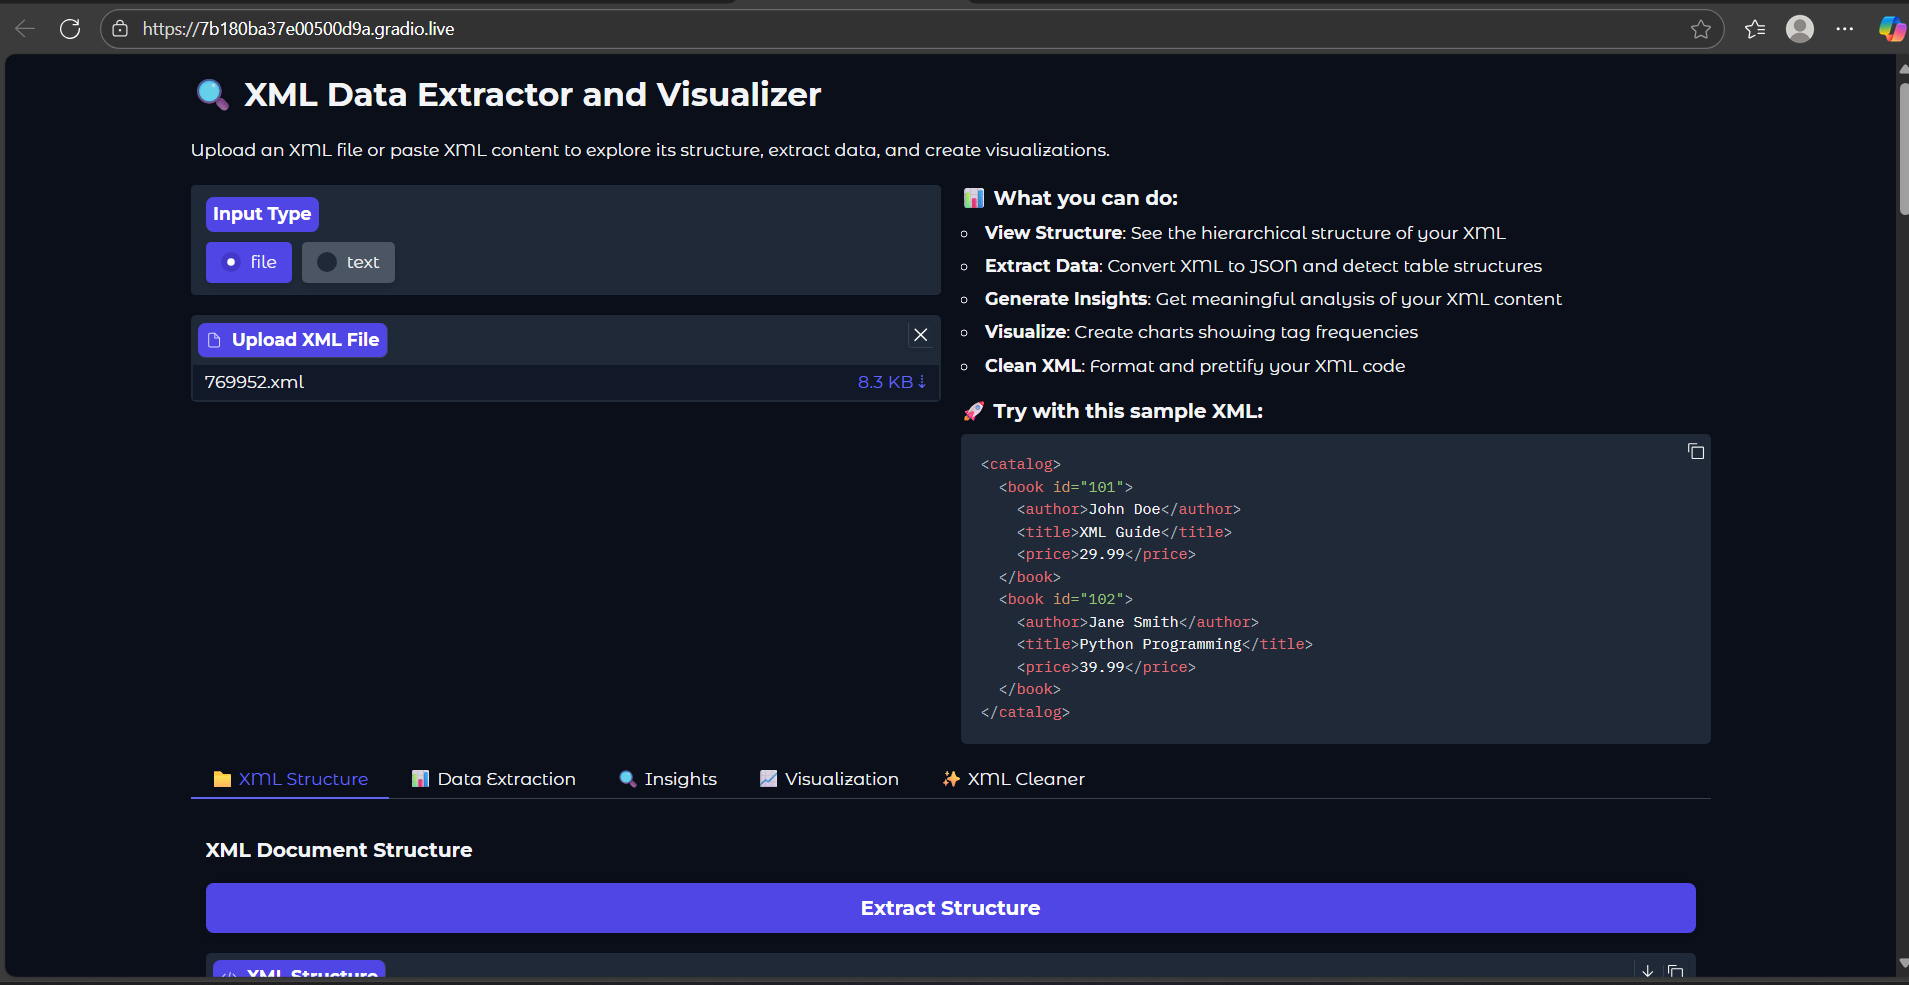 https://7b180ba37e00500d9a.gradio.live
XML Data Extractor and Visualizer
Upload an XML file or paste XML content to explore its structure, extract data, and create visualizations.
Input Type
file
text
Upload XML File
769952.xml
8.3 KB ↓
What you can do:
View Structure: See the hierarchical structure of your XML
Extract Data: Convert XML to JSON and detect table structures
Generate Insights: Get meaningful analysis of your XML content
Visualize: Create charts showing tag frequencies
Clean XML: Format and prettify your XML code
Try with this sample XML:
<catalog>
  <book id="101">
    <author>John Doe</author>
    <title>XML Guide</title>
    <price>29.99</price>
  </book>
  <book id="102">
    <author>Jane Smith</author>
    <title>Python Programming</title>
    <price>39.99</price>
  </book>
</catalog>
XML Structure
Data Extraction
Insights
Visualization
XML Cleaner
XML Document Structure
Extract Structure
XML Structure